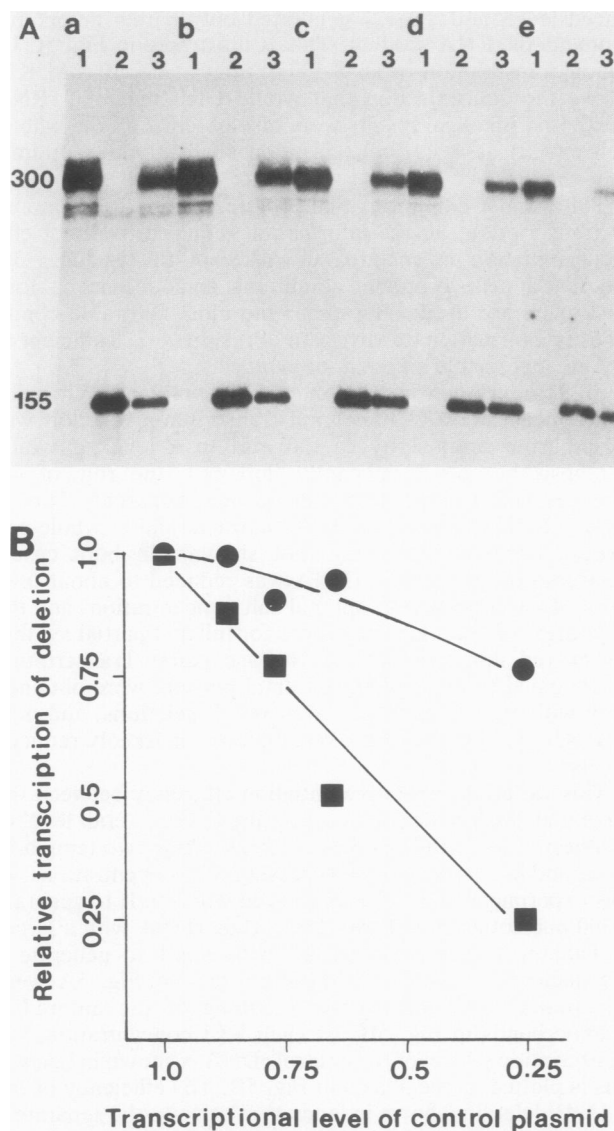 A a b c d e
1 2 3 1 2 3 1 2 3 1 2 3 1 2 3
300
155
B
1.0
0.75
0.5
0.25
Relative transcription of deletion
1.0 0.75 0.5 0.25
Transcriptional level of control plasmid